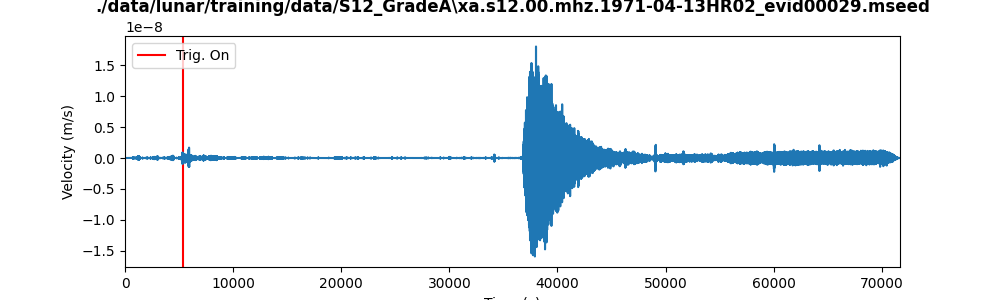 ./data/lunar/training/data/S12_GradeA\xa.s12.00.mhz.1971-04-13HR02_evid00029.mseed
1e−8
Trig. On
1.5
1.0
0.5
0.0
−0.5
−1.0
−1.5
Velocity (m/s)
0 10000 20000 30000 40000 50000 60000 70000